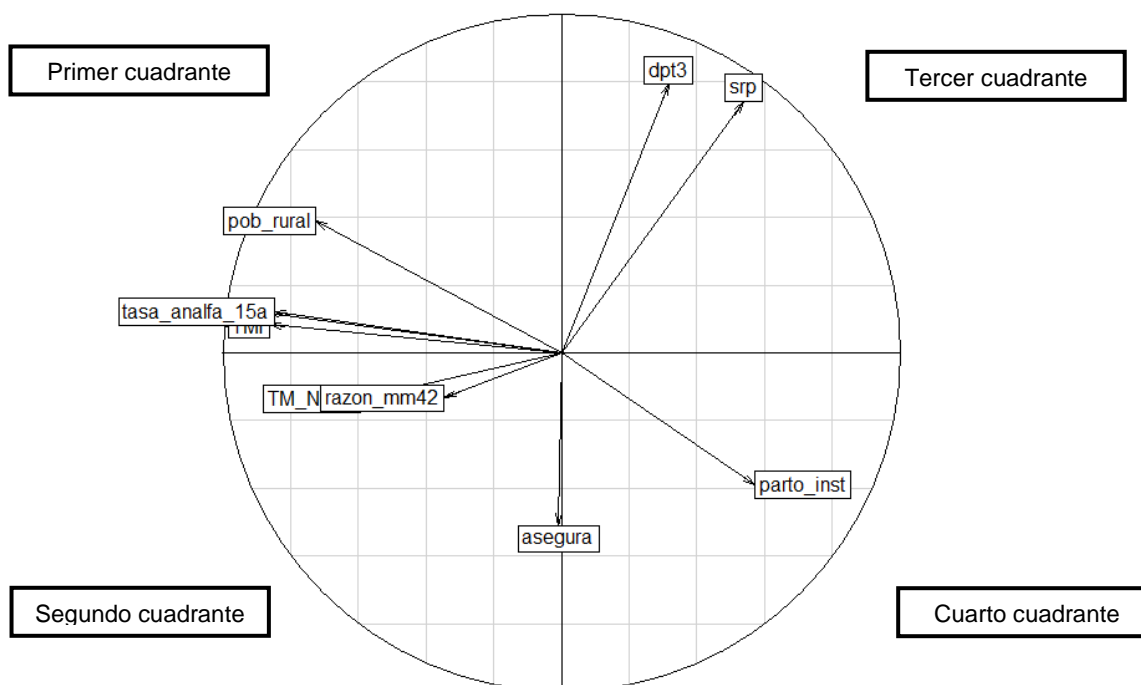 Primer cuadrante
dpt3
srp
Tercer cuadrante
pob_rural
tasa_analfa_15a
TM_N
razon_mm42
parto_inst
asegura
Segundo cuadrante
Cuarto cuadrante